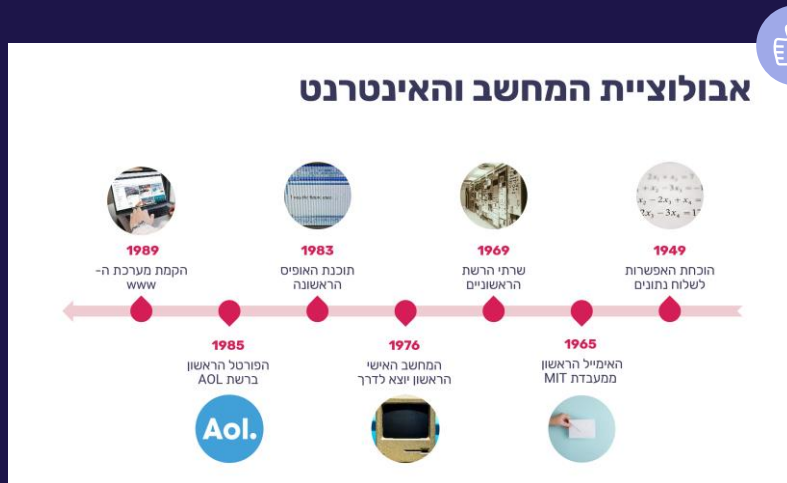 אבולוציית המחשב והאינטרנט
1949
הוכחת האפשרות
לשלוח נתונים
1965
האימייל הראשון
ממעבדת MIT
1969
שרתי הרשת
הראשוניים
1976
המחשב האישי
הראשון יוצא לדרך
1983
תוכנת האופיס
הראשונה
1985
הפורטל הראשון
ברשת AOL
Aol.
1989
הקמת מערכת ה-
www